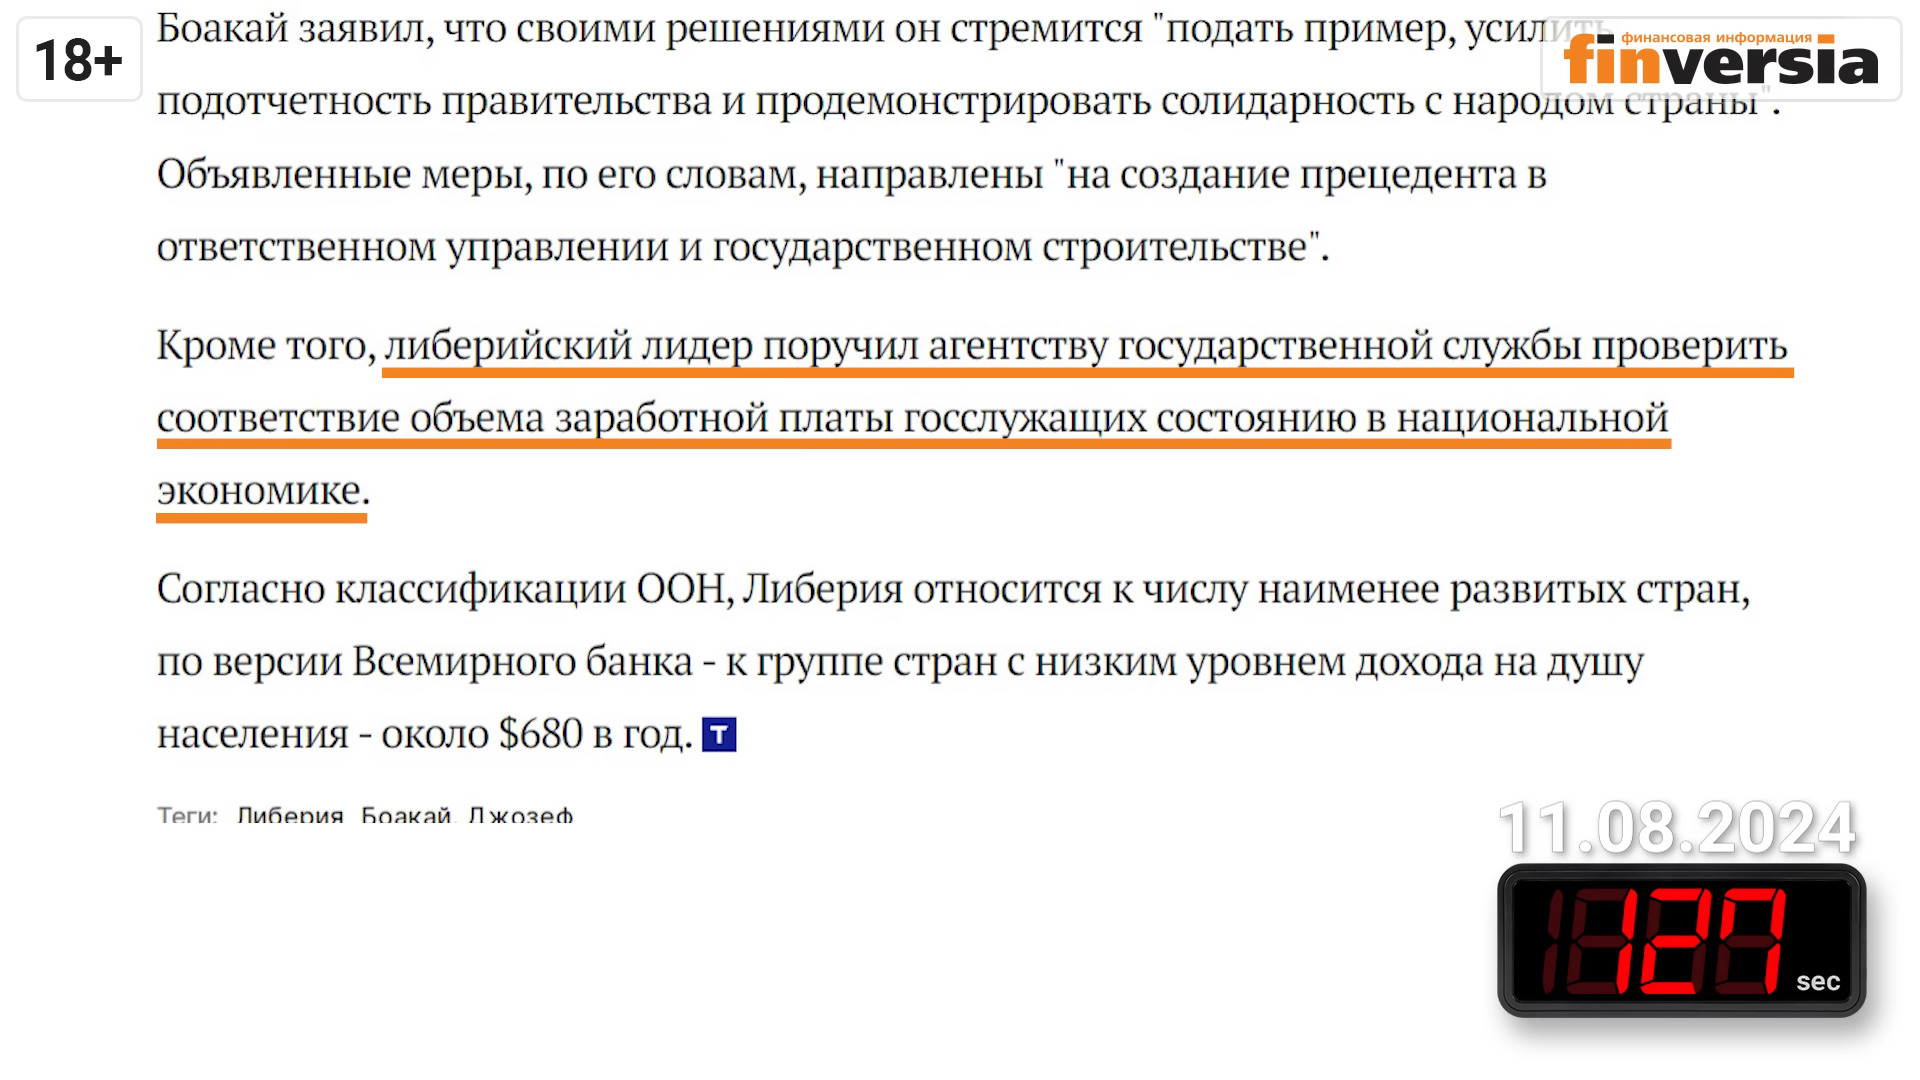 18+
Боакай заявил, что своими решениями он стремится "подать пример, усилить
финансовая информация
finversia
подотчетность правительства и продемонстрировать солидарность с народом страны".
Объявленные меры, по его словам, направлены "на создание прецедента в
ответственном управлении и государственном строительстве".
Кроме того, либерийский лидер поручил агентству государственной службы проверить
соответствие объема заработной платы госслужащих состоянию в национальной
экономике.
Согласно классификации ООН, Либерия относится к числу наименее развитых стран,
по версии Всемирного банка - к группе стран с низким уровнем дохода на душу
населения - около $680 в год. Т
Теги: Либерия Боакай, Джозеф
11.08.2024
127 sec